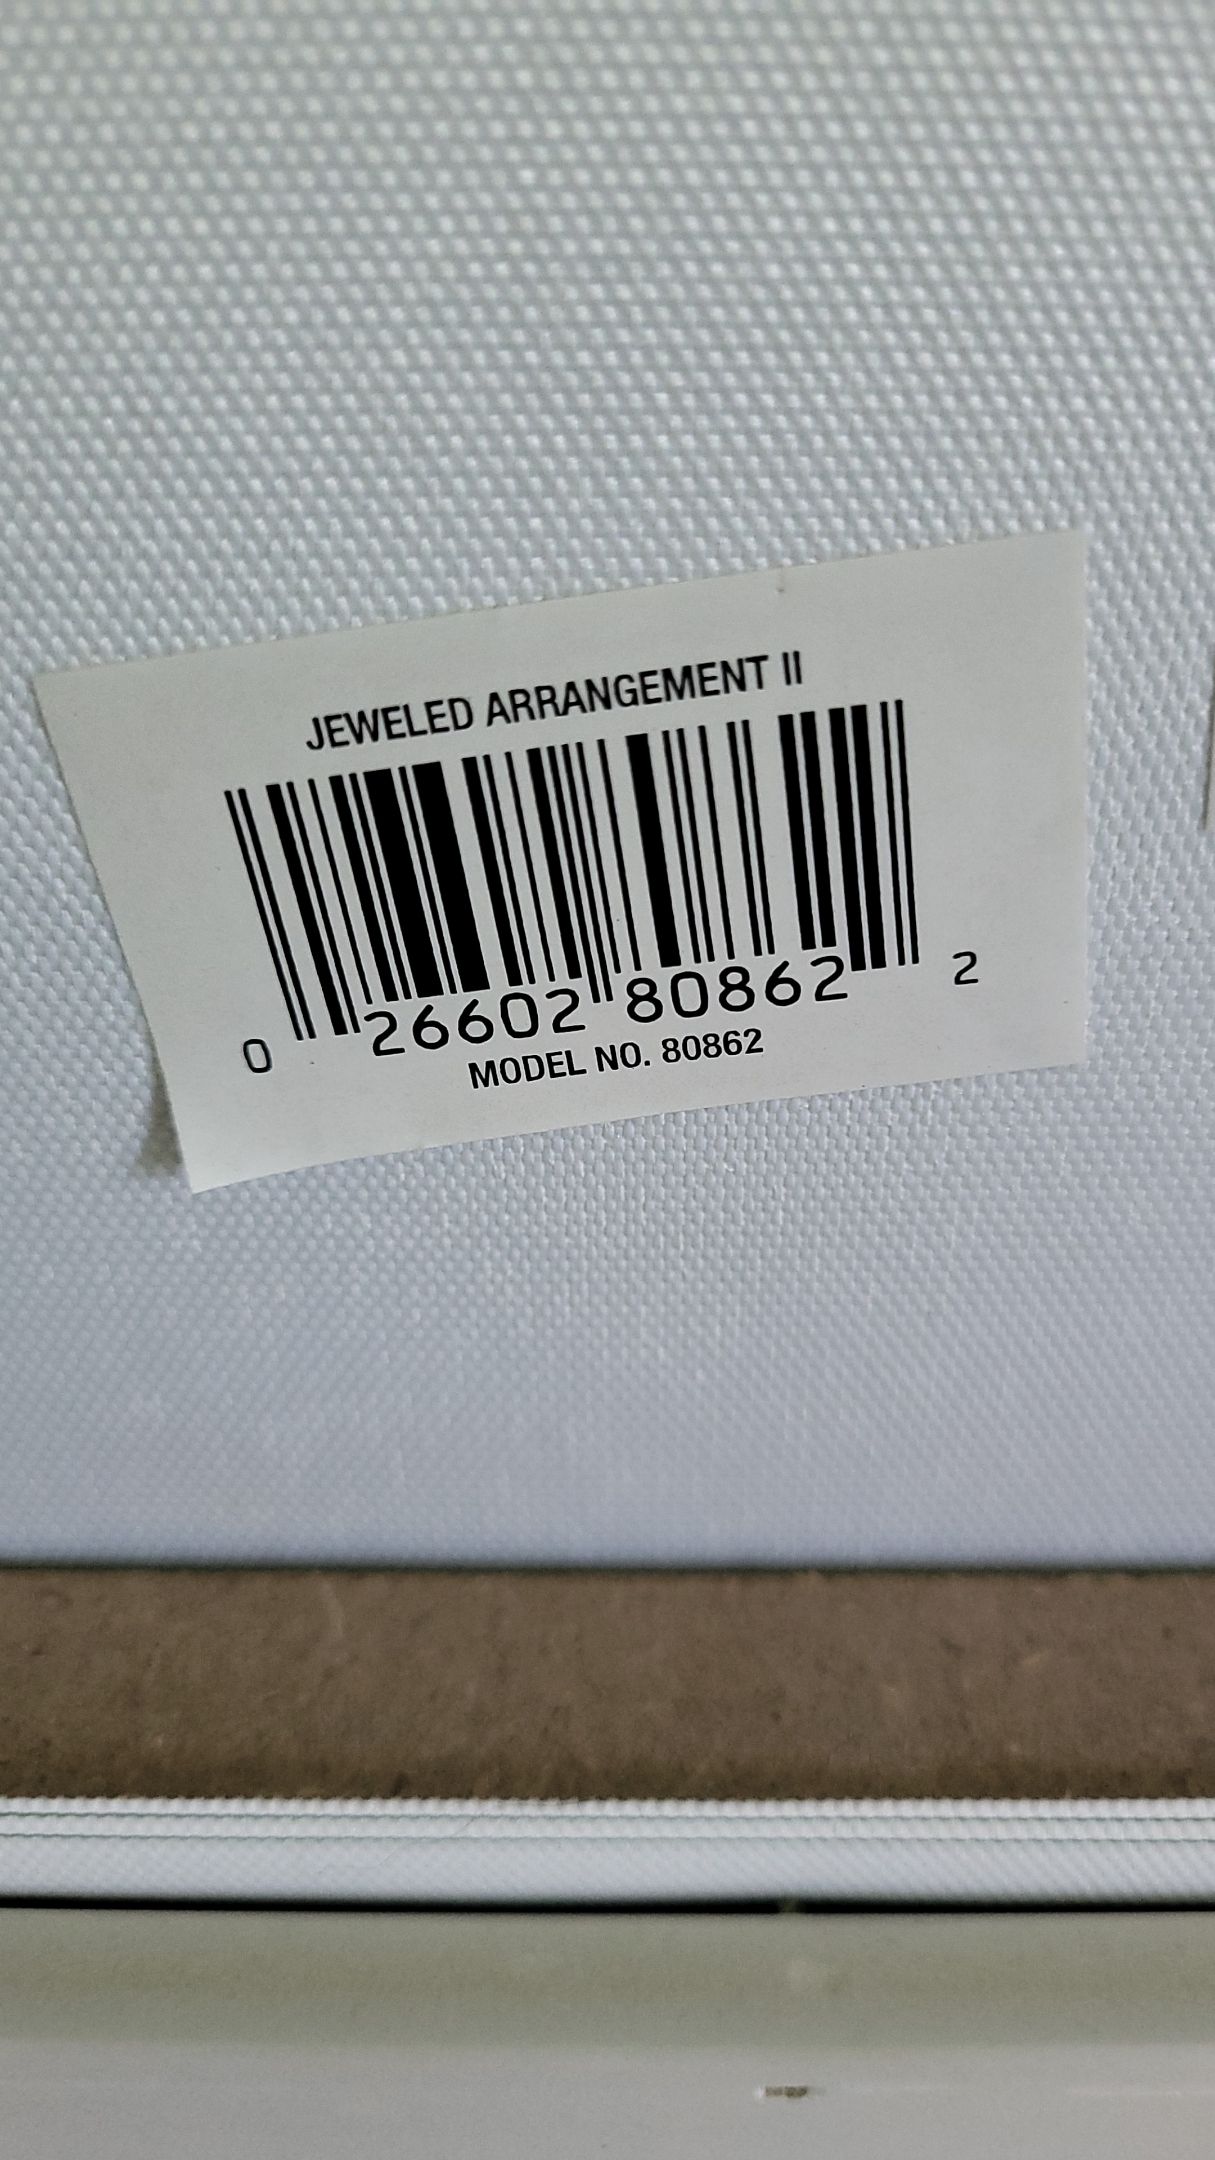 JEWELED ARRANGEMENT II
0 26602 80862 2
MODEL NO. 80862